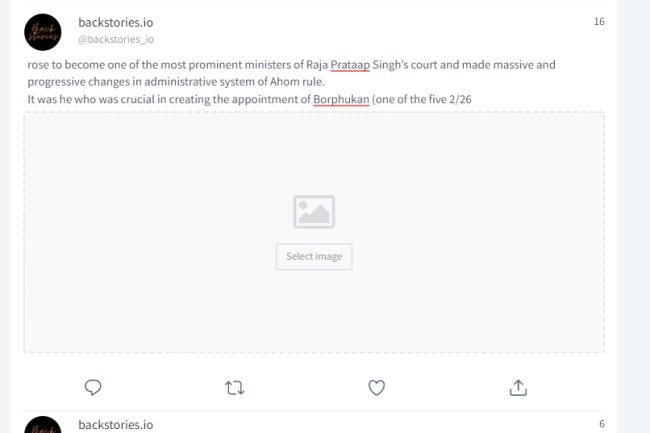 Back
stories
backstories.io
16
@backstories_io
rose to become one of the most prominent ministers of Raja Prataap Singh's court and made massive and
progressive changes in administrative system of Ahom rule.
It was he who was crucial in creating the appointment of Borphukan (one of the five 2/26
Select image
backstories.io
6